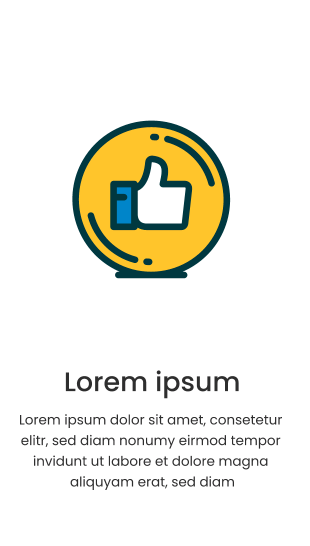 Lorem ipsum
Lorem ipsum dolor sit amet, consetetur
elitr, sed diam nonumy eirmod tempor
invidunt ut labore et dolore magna
aliquyam erat, sed diam